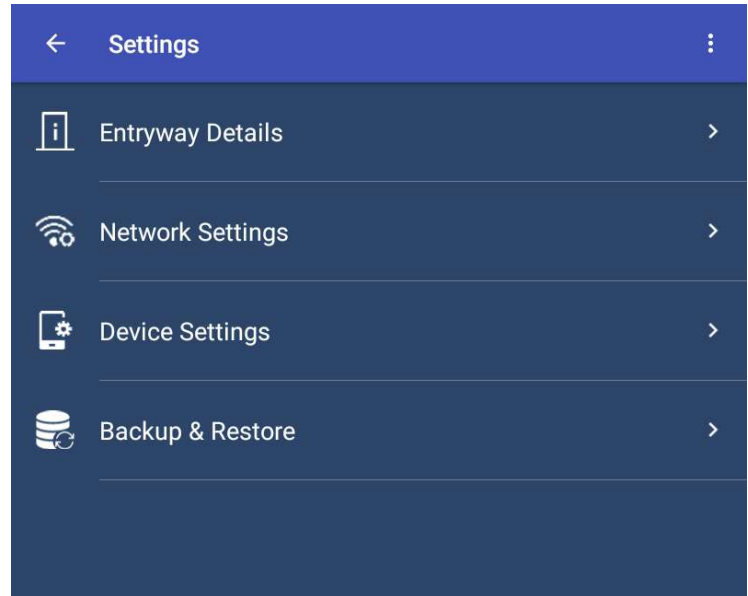 Settings
Entryway Details
Network Settings
Device Settings
Backup & Restore